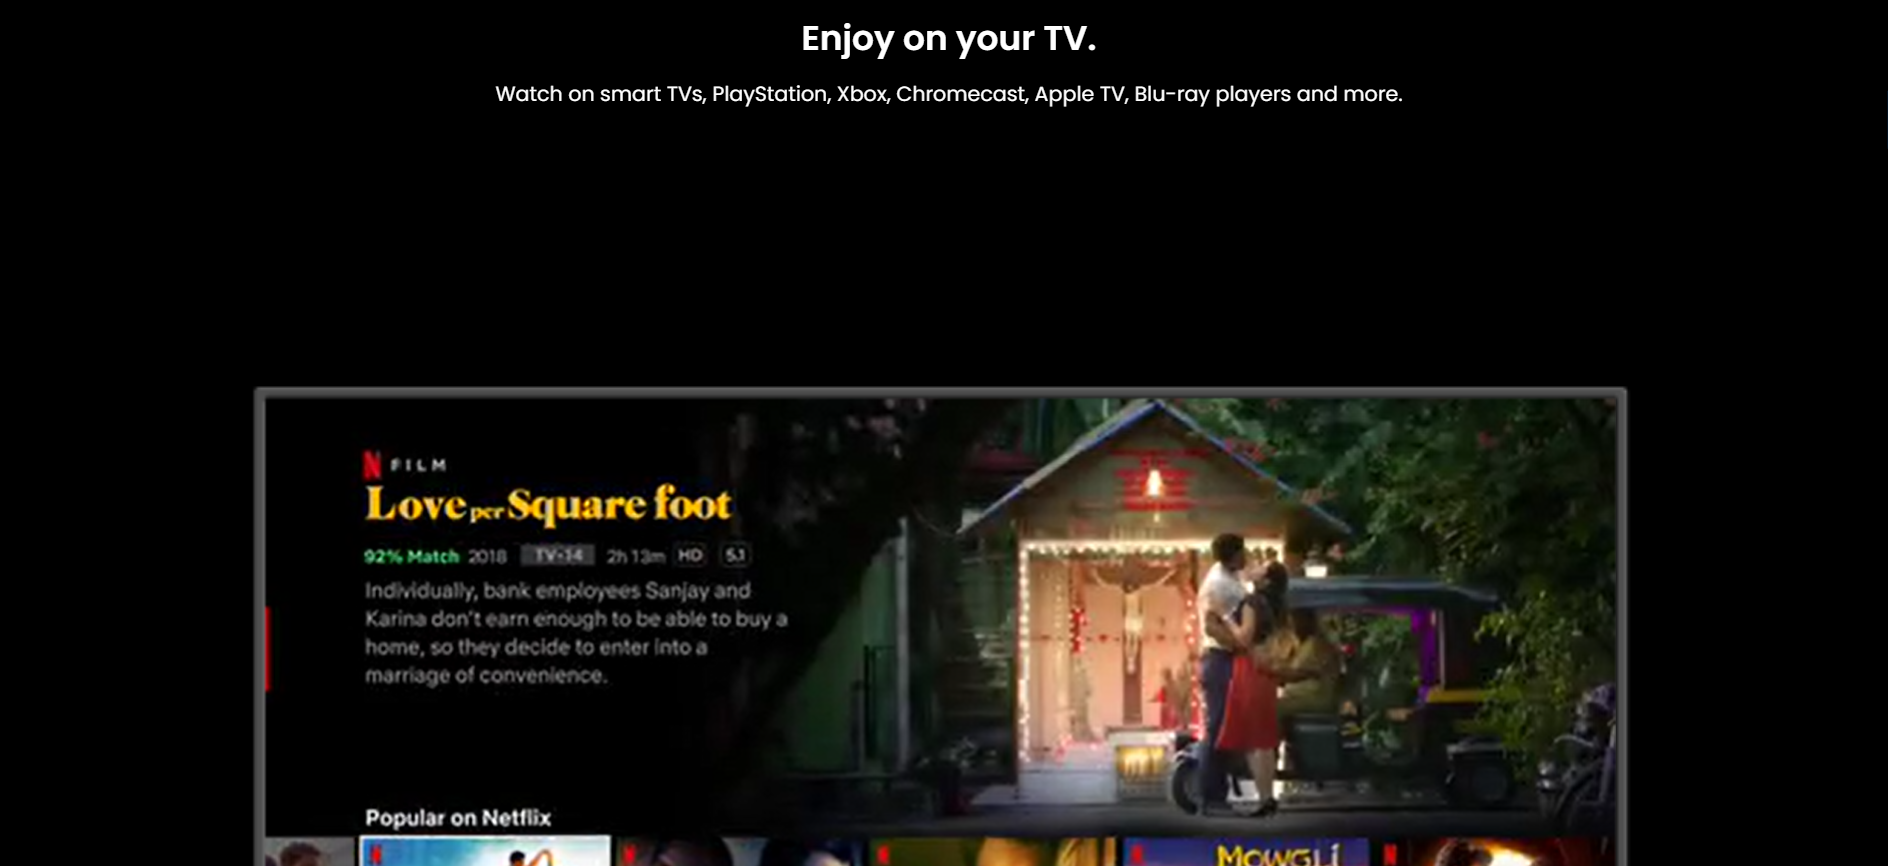 Enjoy on your TV.
Watch on smart TVs, PlayStation, Xbox, Chromecast, Apple TV, Blu-ray players and more.
N FILM
Love per Square foot
92% Match 2018 TV-14 2h 13m HD 5.1
Individually, bank employees Sanjay and
Karina don't earn enough to be able to buy a
home, so they decide to enter into a
marriage of convenience.
Popular on Netflix
N N N N N
MOWGLI